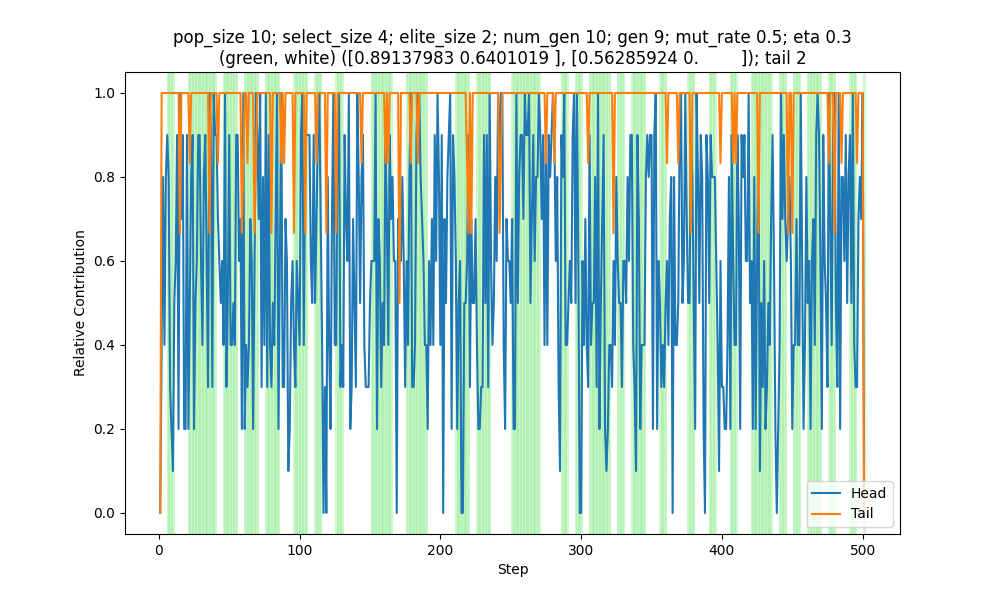 pop_size 10; select_size 4; elite_size 2; num_gen 10; gen 9; mut_rate 0.5; eta 0.3
(green, white) ([0.89137983 0.6401019 ], [0.56285924 0.         ]); tail 2
1.0
0.8
0.6
0.4
0.2
0.0
Relative Contribution
Head
Tail
0
100
200
300
400
500
Step